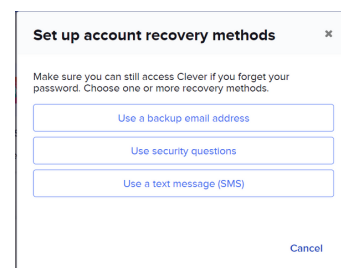 Set up account recovery methods
×
Make sure you can still access Clever if you forget your
password. Choose one or more recovery methods.
Use a backup email address
Use security questions
Use a text message (SMS)
Cancel